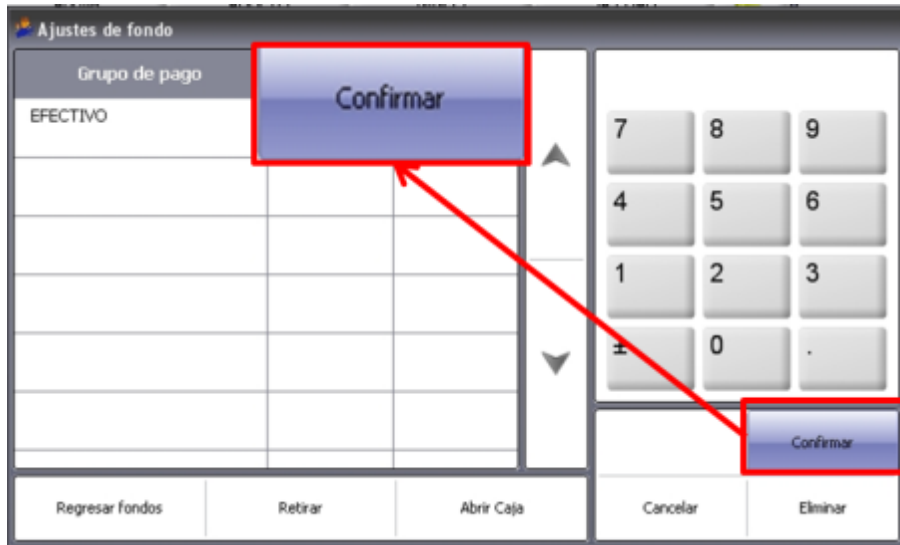 Ajustes de fondo
Grupo de pago
Confirmar
EFECTIVO
7 8 9
4 5 6
1 2 3
± 0 .
Confirmar
Regresar fondos Retirar Abrir Caja Cancelar Eliminar